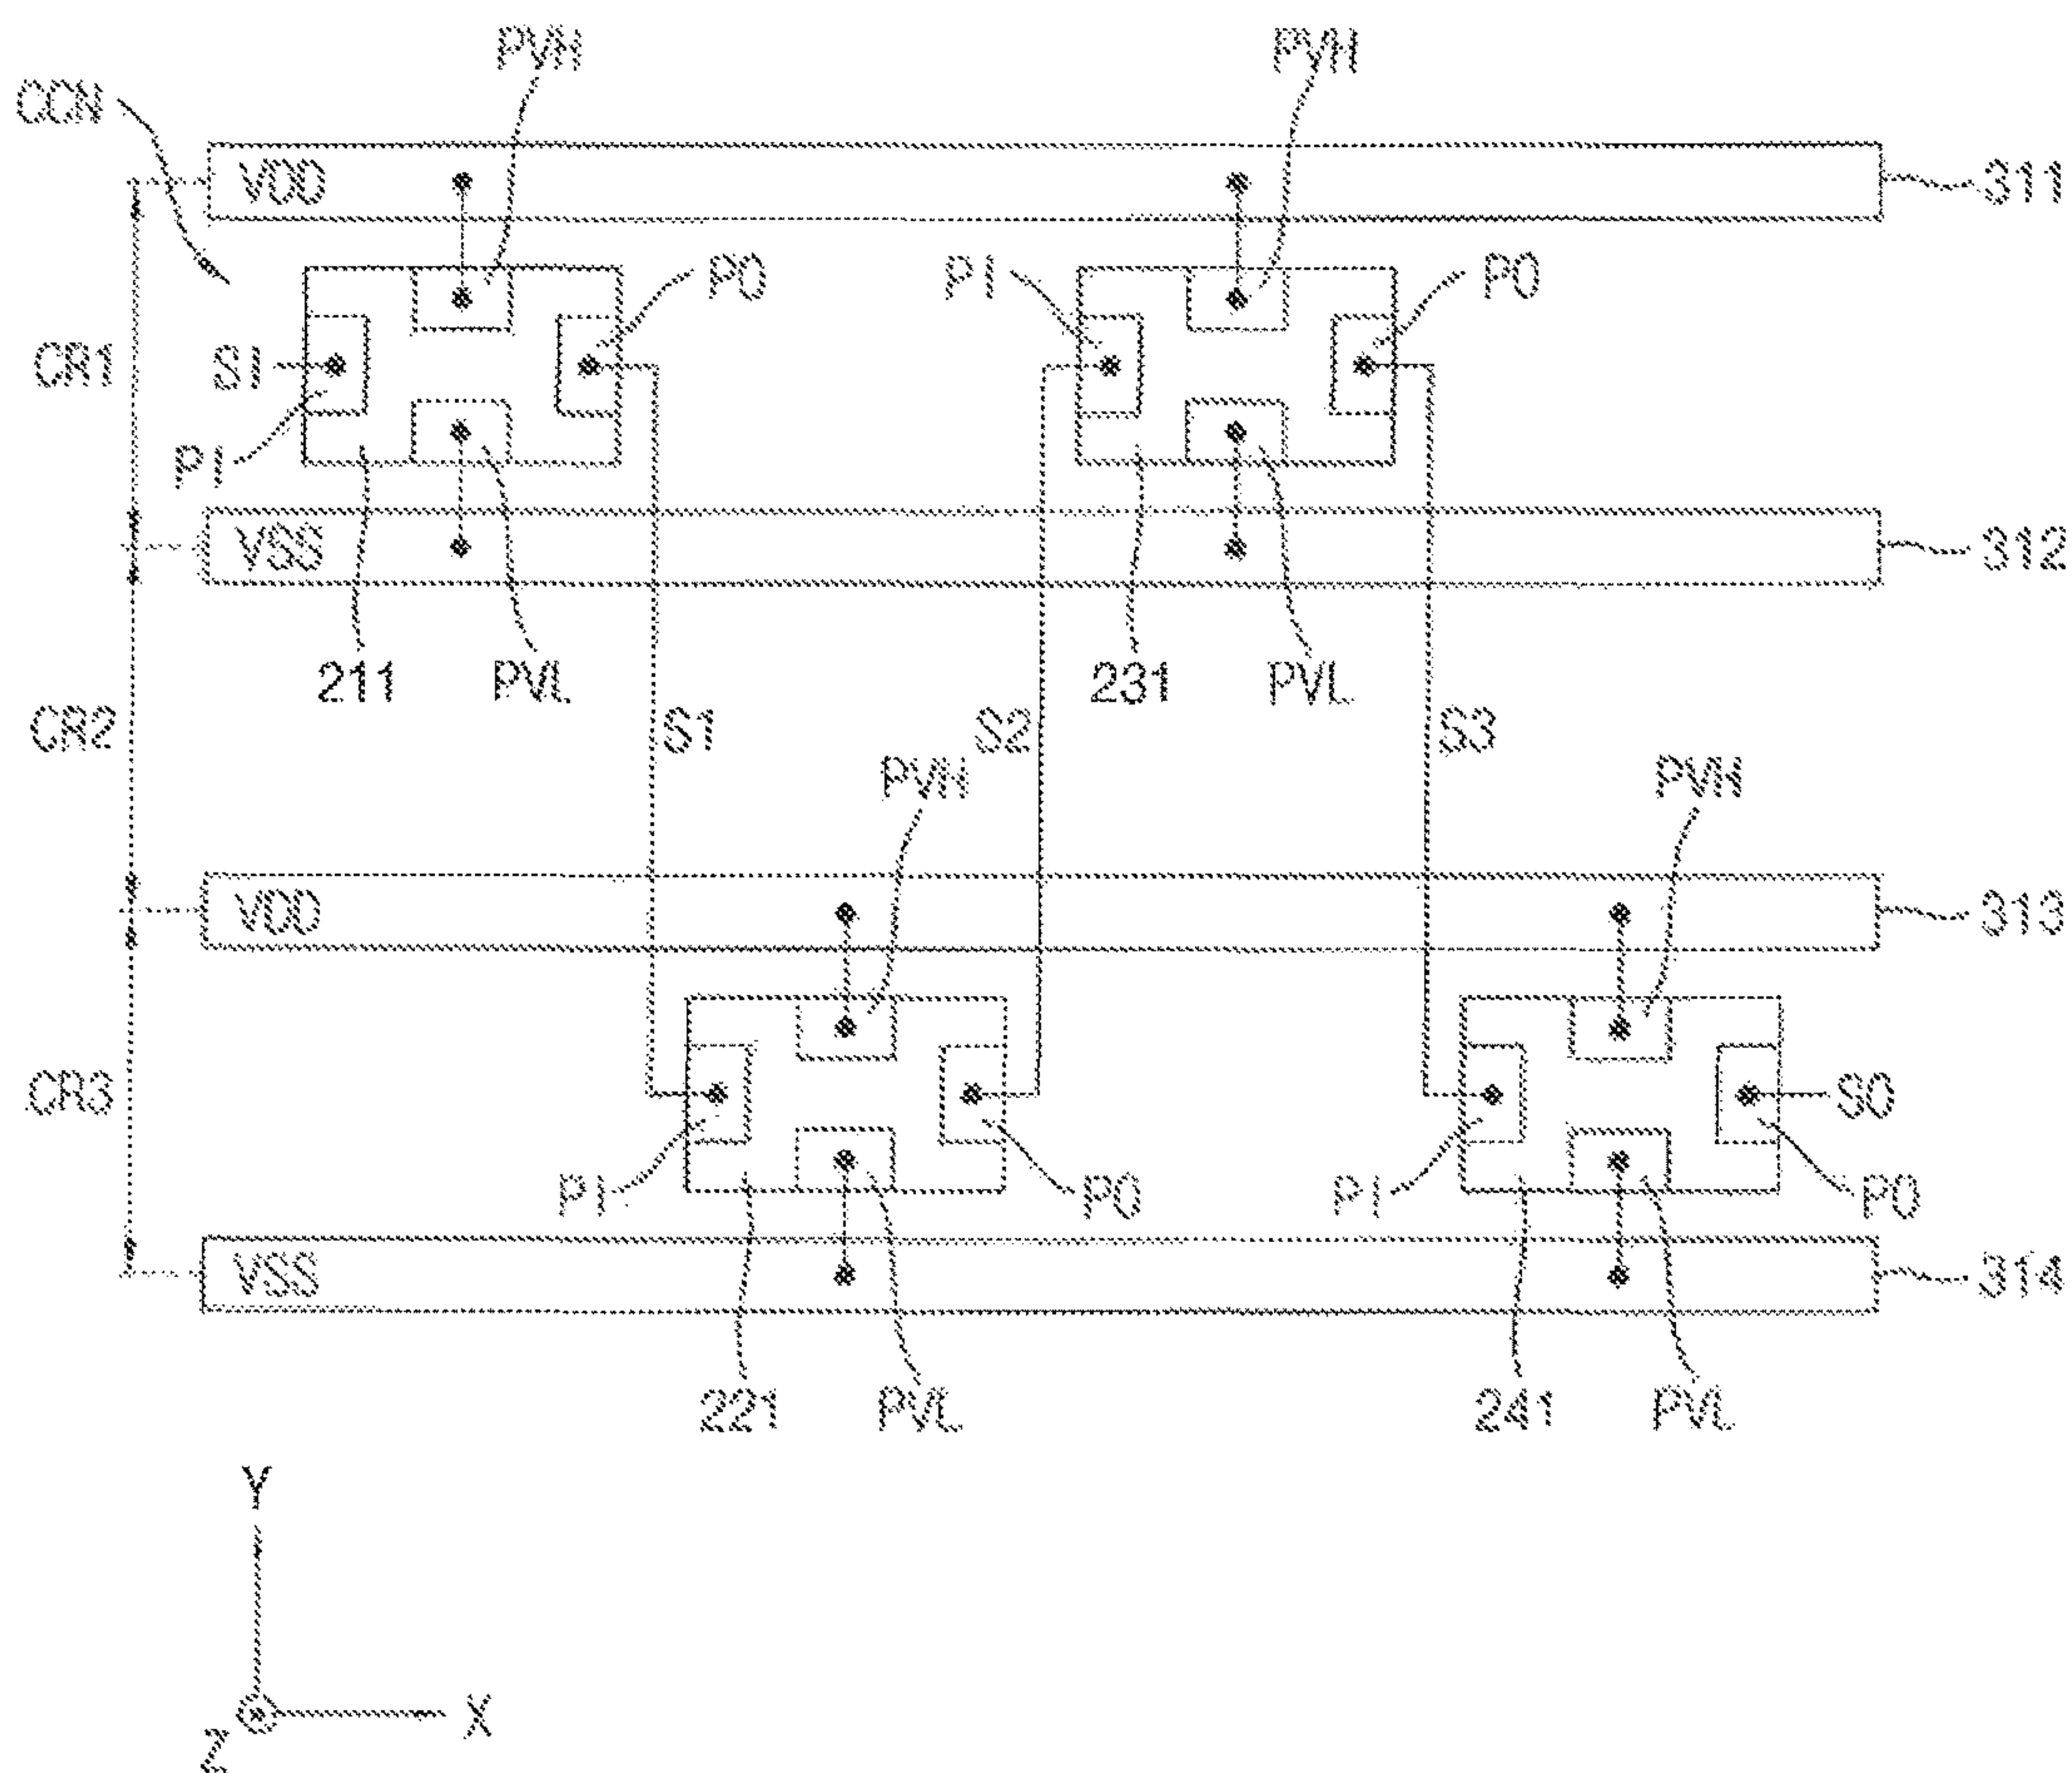 PVH PVH
CCN
VDD 311
PI PO PI PO
CR1 SI
PI
VSS 312
211 PVL 231 PVL
CR2 S1 S2 S3
PVH PVH
VDD 313
CR3 SO
PI PO PI PO
VSS 314
221 PVL 241 PVL
Y
X
Z